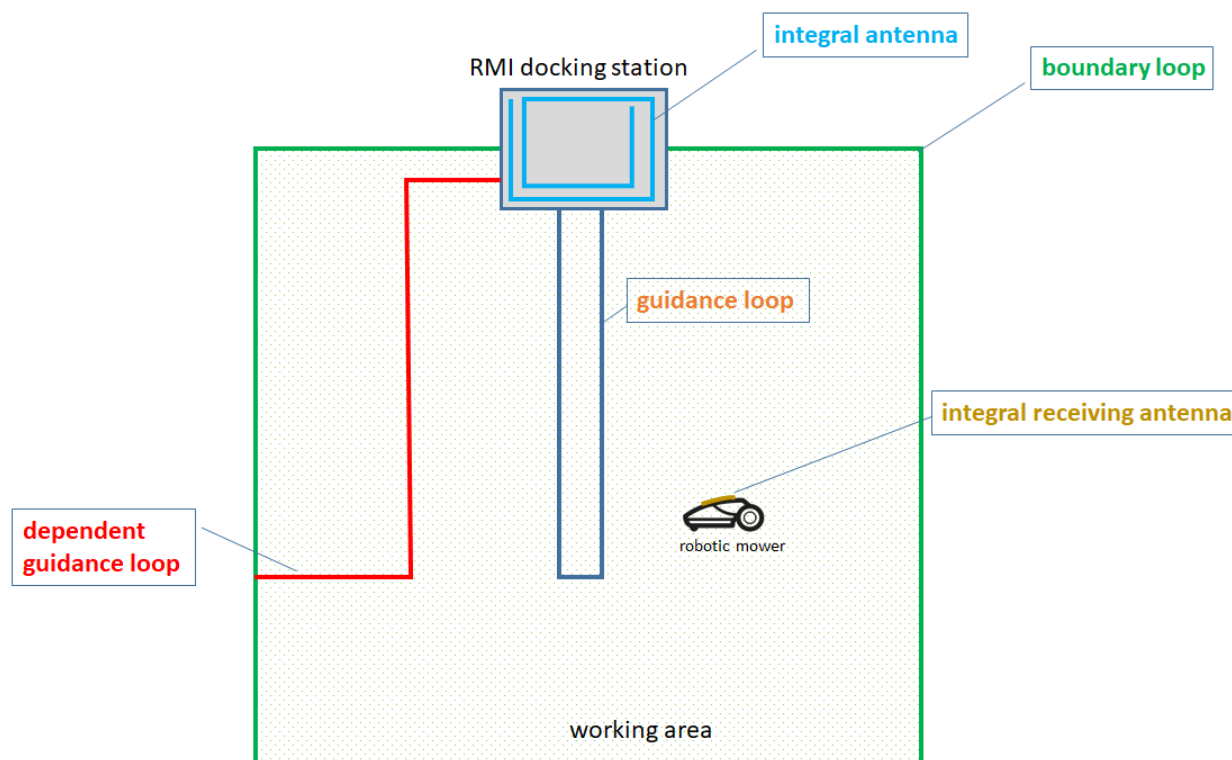 integral antenna
RMI docking station
boundary loop
guidance loop
integral receiving antenna
dependent
guidance loop
robotic mower
working area